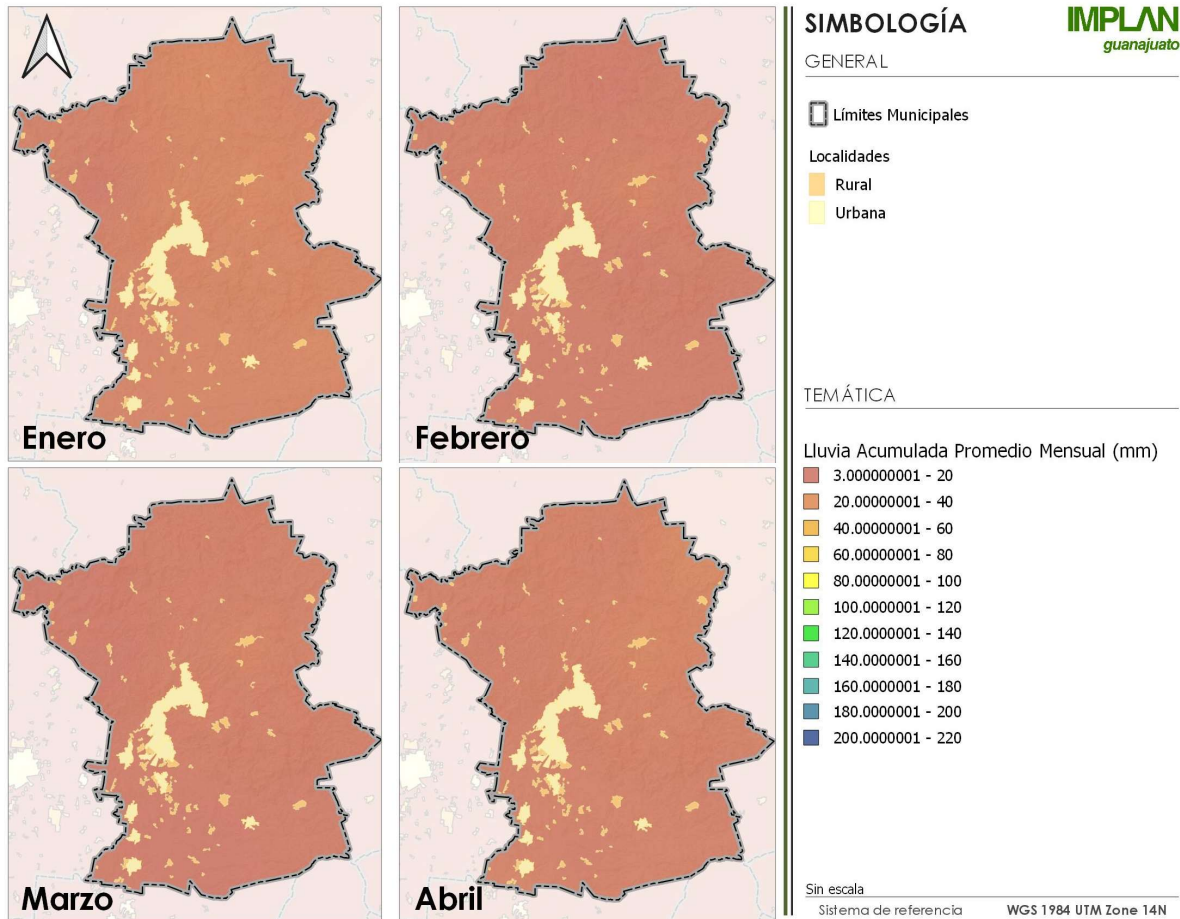 Enero
Febrero
Marzo
Abril
SIMBOLOGÍA
IMPLAN
guanajuato
GENERAL
Límites Municipales
Localidades
Rural
Urbana
TEMÁTICA
Lluvia Acumulada Promedio Mensual (mm)
3.000000001 - 20
20.00000001 - 40
40.00000001 - 60
60.00000001 - 80
80.00000001 - 100
100.0000001 - 120
120.0000001 - 140
140.0000001 - 160
160.0000001 - 180
180.0000001 - 200
200.0000001 - 220
Sin escala
Sistema de referencia WGS 1984 UTM Zone 14N